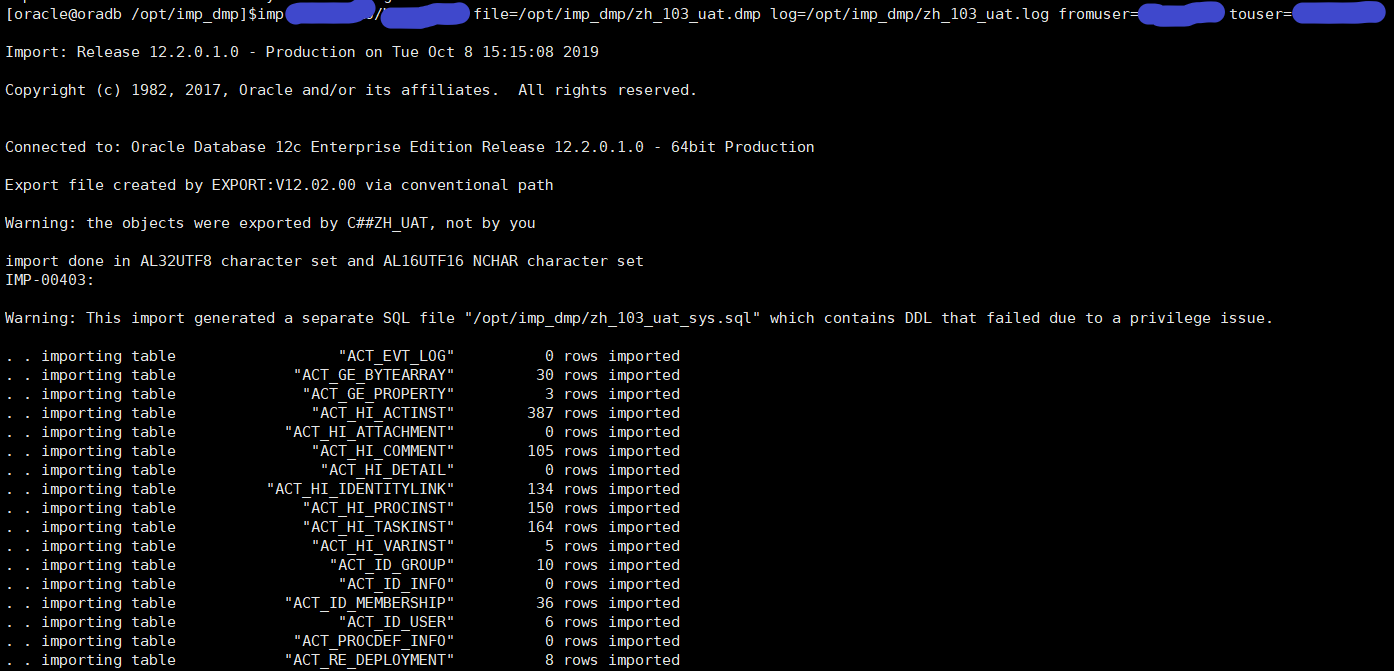 [oracle@oradb /opt/imp_dmp]$imp / file=/opt/imp_dmp/zh_103_uat.dmp log=/opt/imp_dmp/zh_103_uat.log fromuser= touser=
Import: Release 12.2.0.1.0 - Production on Tue Oct 8 15:15:08 2019
Copyright (c) 1982, 2017, Oracle and/or its affiliates.  All rights reserved.
Connected to: Oracle Database 12c Enterprise Edition Release 12.2.0.1.0 - 64bit Production
Export file created by EXPORT:V12.02.00 via conventional path
Warning: the objects were exported by C##ZH_UAT, not by you
import done in AL32UTF8 character set and AL16UTF16 NCHAR character set
IMP-00403:
Warning: This import generated a separate SQL file "/opt/imp_dmp/zh_103_uat_sys.sql" which contains DDL that failed due to a privilege issue.
. . importing table "ACT_EVT_LOG" 0 rows imported
. . importing table "ACT_GE_BYTEARRAY" 30 rows imported
. . importing table "ACT_GE_PROPERTY" 3 rows imported
. . importing table "ACT_HI_ACTINST" 387 rows imported
. . importing table "ACT_HI_ATTACHMENT" 0 rows imported
. . importing table "ACT_HI_COMMENT" 105 rows imported
. . importing table "ACT_HI_DETAIL" 0 rows imported
. . importing table "ACT_HI_IDENTITYLINK" 134 rows imported
. . importing table "ACT_HI_PROCINST" 150 rows imported
. . importing table "ACT_HI_TASKINST" 164 rows imported
. . importing table "ACT_HI_VARINST" 5 rows imported
. . importing table "ACT_ID_GROUP" 10 rows imported
. . importing table "ACT_ID_INFO" 0 rows imported
. . importing table "ACT_ID_MEMBERSHIP" 36 rows imported
. . importing table "ACT_ID_USER" 6 rows imported
. . importing table "ACT_PROCDEF_INFO" 0 rows imported
. . importing table "ACT_RE_DEPLOYMENT" 8 rows imported